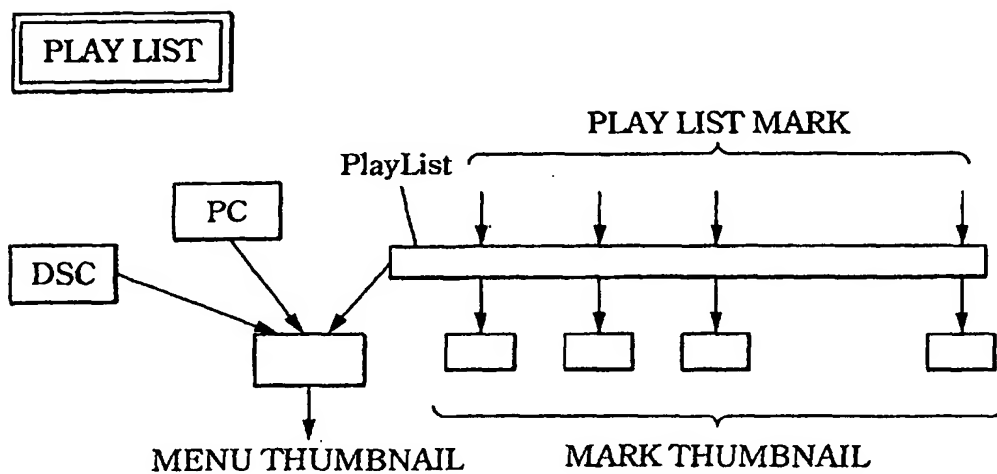 PLAY LIST
PLAY LIST MARK
PlayList
PC
DSC
MENU THUMBNAIL
MARK THUMBNAIL